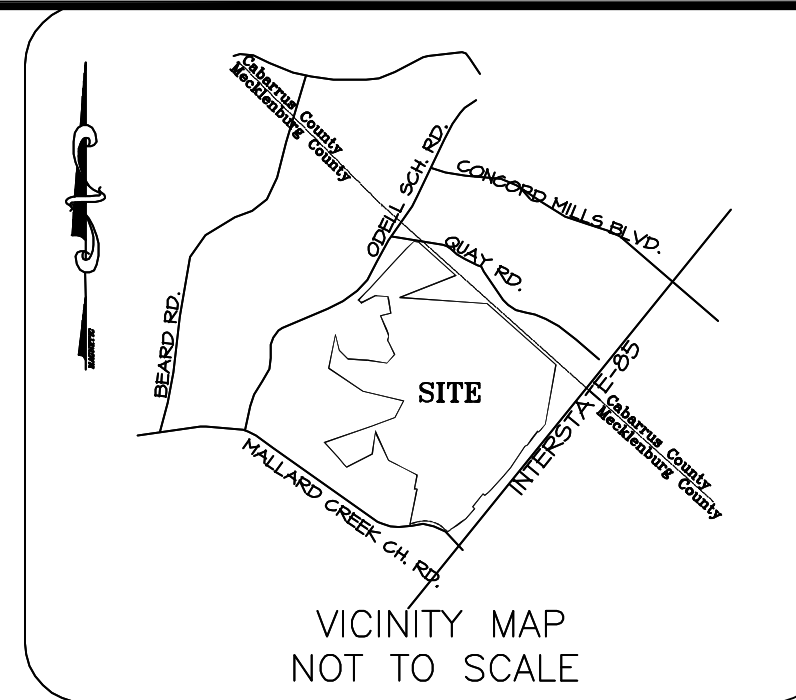 Cabarrus County
Mecklenburg County
ODELL SCH. RD.
CONCORD MILLS BLVD.
QUAY RD.
BEARD RD.
MAGNETIC
SITE
INTERSTATE-85
Cabarrus County
Mecklenburg County
MALLARD CREEK CH. RD.
VICINITY MAP
NOT TO SCALE